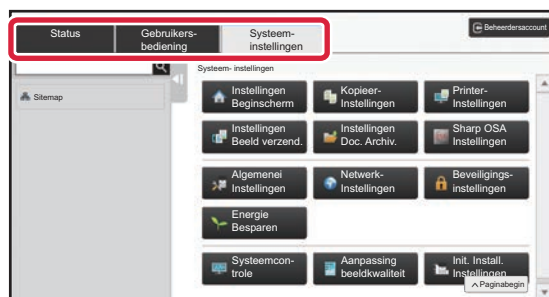 Status
Gebruikers-
bediening
Systeem-
instellingen
Beheerdersaccount
Sitemap
Systeem- instellingen
Instellingen
Beginscherm
Kopieer-
Instellingen
Printer-
Instellingen
Instellingen
Beeld verzend.
Instellingen
Doc. Archiv.
Sharp OSA
Instellingen
Algemenei
Instellingen
Netwerk-
Instellingen
Beveiligings-
instellingen
Energie
Besparen
Systeemcon-
trole
Aanpassing
beeldkwaliteit
Init. Install.
Instellingen
Paginabegin